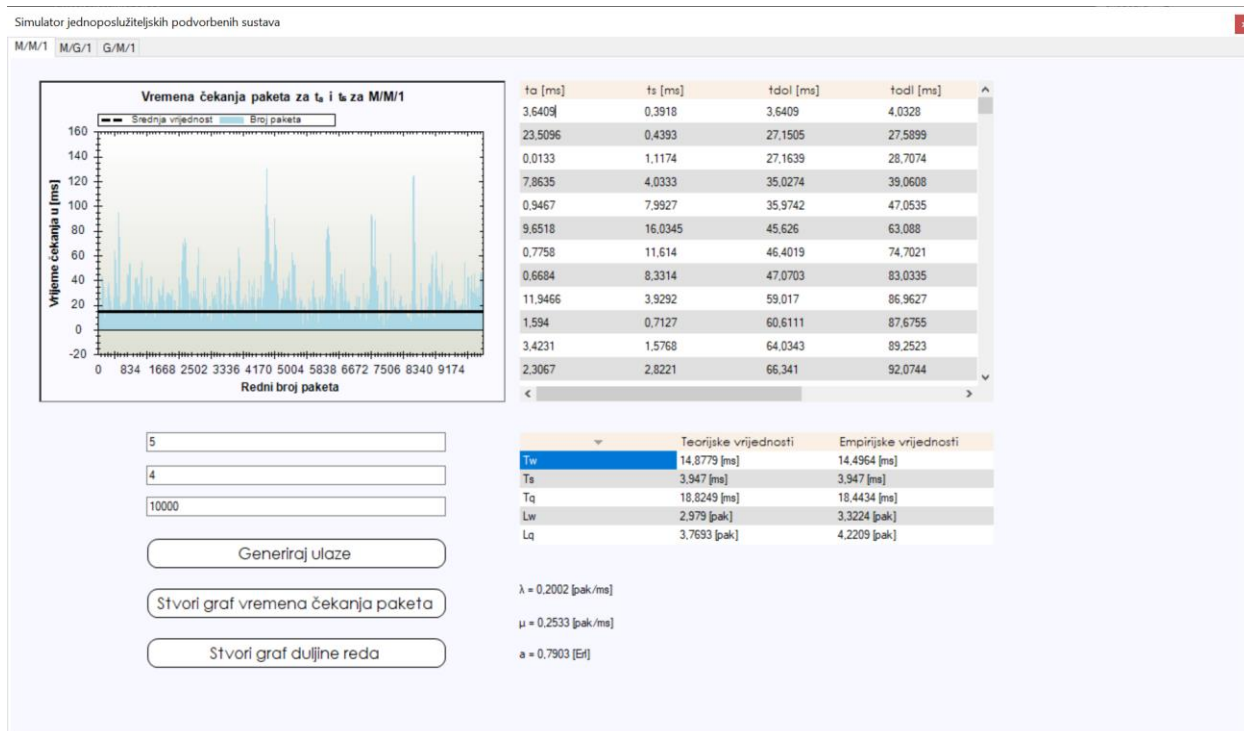 Simulator jednoposlužiteljskih podvorbenih sustava
M/M/1 M/G/1 G/M/1
Vremena čekanja paketa za ta i ts za M/M/1
Srednja vrijednost Broj paketa
Vrijeme čekanja u [ms]
160
140
120
100
80
60
40
20
0
-20
0 834 1668 2502 3336 4170 5004 5838 6672 7506 8340 9174
Redni broj paketa
ta [ms] ts [ms] tdol [ms] todl [ms]
3,6409 0,3918 3,6409 4,0328
23,5096 0,4393 27,1505 27,5899
0,0133 1,1174 27,1639 28,7074
7,8635 4,0333 35,0274 39,0608
0,9467 7,9927 35,9742 47,0535
9,6518 16,0345 45,626 63,088
0,7758 11,614 46,4019 74,7021
0,6684 8,3314 47,0703 83,0335
11,9466 3,9292 59,017 86,9627
1,594 0,7127 60,6111 87,6755
3,4231 1,5768 64,0343 89,2523
2,3067 2,8221 66,341 92,0744
5
4
10000
Generiraj ulaze
Stvori graf vremena čekanja paketa
Stvori graf duljine reda
Teorijske vrijednosti Empirijske vrijednosti
Tw 14,8779 [ms] 14,4964 [ms]
Ts 3,947 [ms] 3,947 [ms]
Tq 18,8249 [ms] 18,4434 [ms]
Lw 2,979 [pak] 3,3224 [pak]
Lq 3,7693 [pak] 4,2209 [pak]
λ = 0,2002 [pak/ms]
μ = 0,2533 [pak/ms]
a = 0,7903 [Erl]